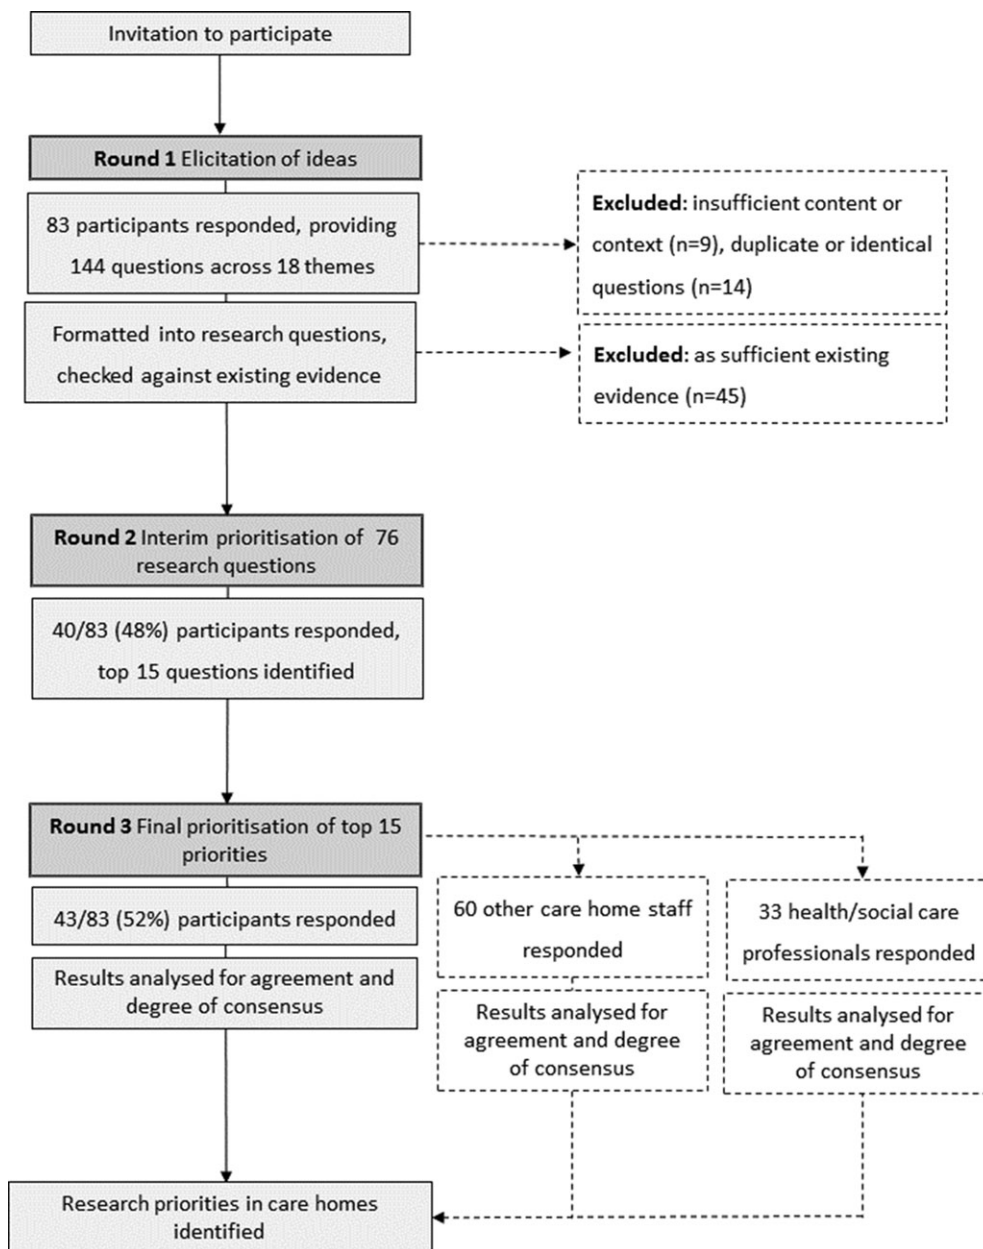 Invitation to participate
Round 1 Elicitation of ideas
83 participants responded, providing
144 questions across 18 themes
Excluded: insufficient content or
context (n=9), duplicate or identical
questions (n=14)
Formatted into research questions,
checked against existing evidence
Excluded: as sufficient existing
evidence (n=45)
Round 2 Interim prioritisation of 76
research questions
40/83 (48%) participants responded,
top 15 questions identified
Round 3 Final prioritisation of top 15
priorities
43/83 (52%) participants responded
Results analysed for agreement and
degree of consensus
60 other care home staff
responded
Results analysed for
agreement and degree
of consensus
33 health/social care
professionals responded
Results analysed for
agreement and degree
of consensus
Research priorities in care homes
identified